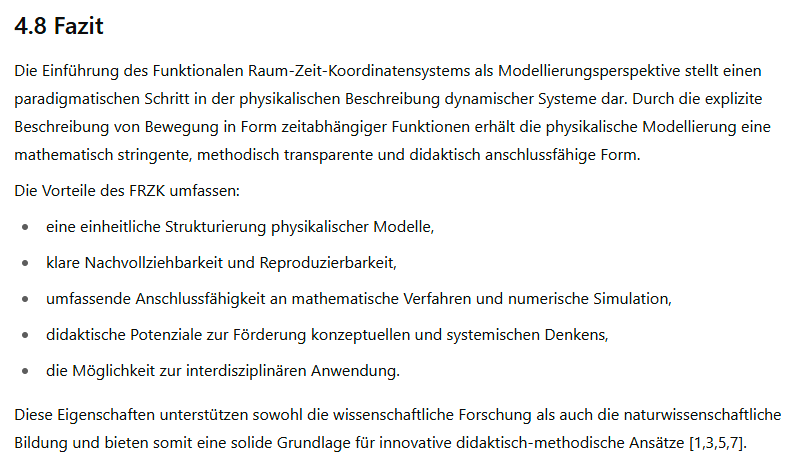 4.8 Fazit
Die Einführung des Funktionalen Raum-Zeit-Koordinatensystems als Modellierungsperspektive stellt einen
paradigmatischen Schritt in der physikalischen Beschreibung dynamischer Systeme dar. Durch die explizite
Beschreibung von Bewegung in Form zeitabhängiger Funktionen erhält die physikalische Modellierung eine
mathematisch stringente, methodisch transparente und didaktisch anschlussfähige Form.
Die Vorteile des FRZK umfassen:
• eine einheitliche Strukturierung physikalischer Modelle,
• klare Nachvollziehbarkeit und Reproduzierbarkeit,
• umfassende Anschlussfähigkeit an mathematische Verfahren und numerische Simulation,
• didaktische Potenziale zur Förderung konzeptuellen und systemischen Denkens,
• die Möglichkeit zur interdisziplinären Anwendung.
Diese Eigenschaften unterstützen sowohl die wissenschaftliche Forschung als auch die naturwissenschaftliche
Bildung und bieten somit eine solide Grundlage für innovative didaktisch-methodische Ansätze [1,3,5,7].